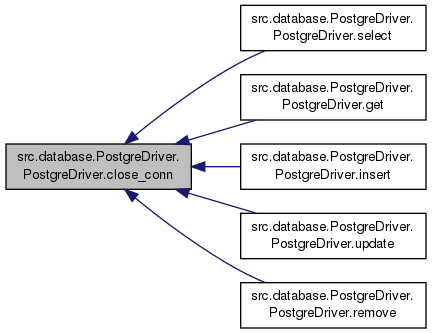 src.database.PostgreDriver.
PostgreDriver.select
src.database.PostgreDriver.
PostgreDriver.get
src.database.PostgreDriver.
PostgreDriver.close_conn
src.database.PostgreDriver.
PostgreDriver.insert
src.database.PostgreDriver.
PostgreDriver.update
src.database.PostgreDriver.
PostgreDriver.remove